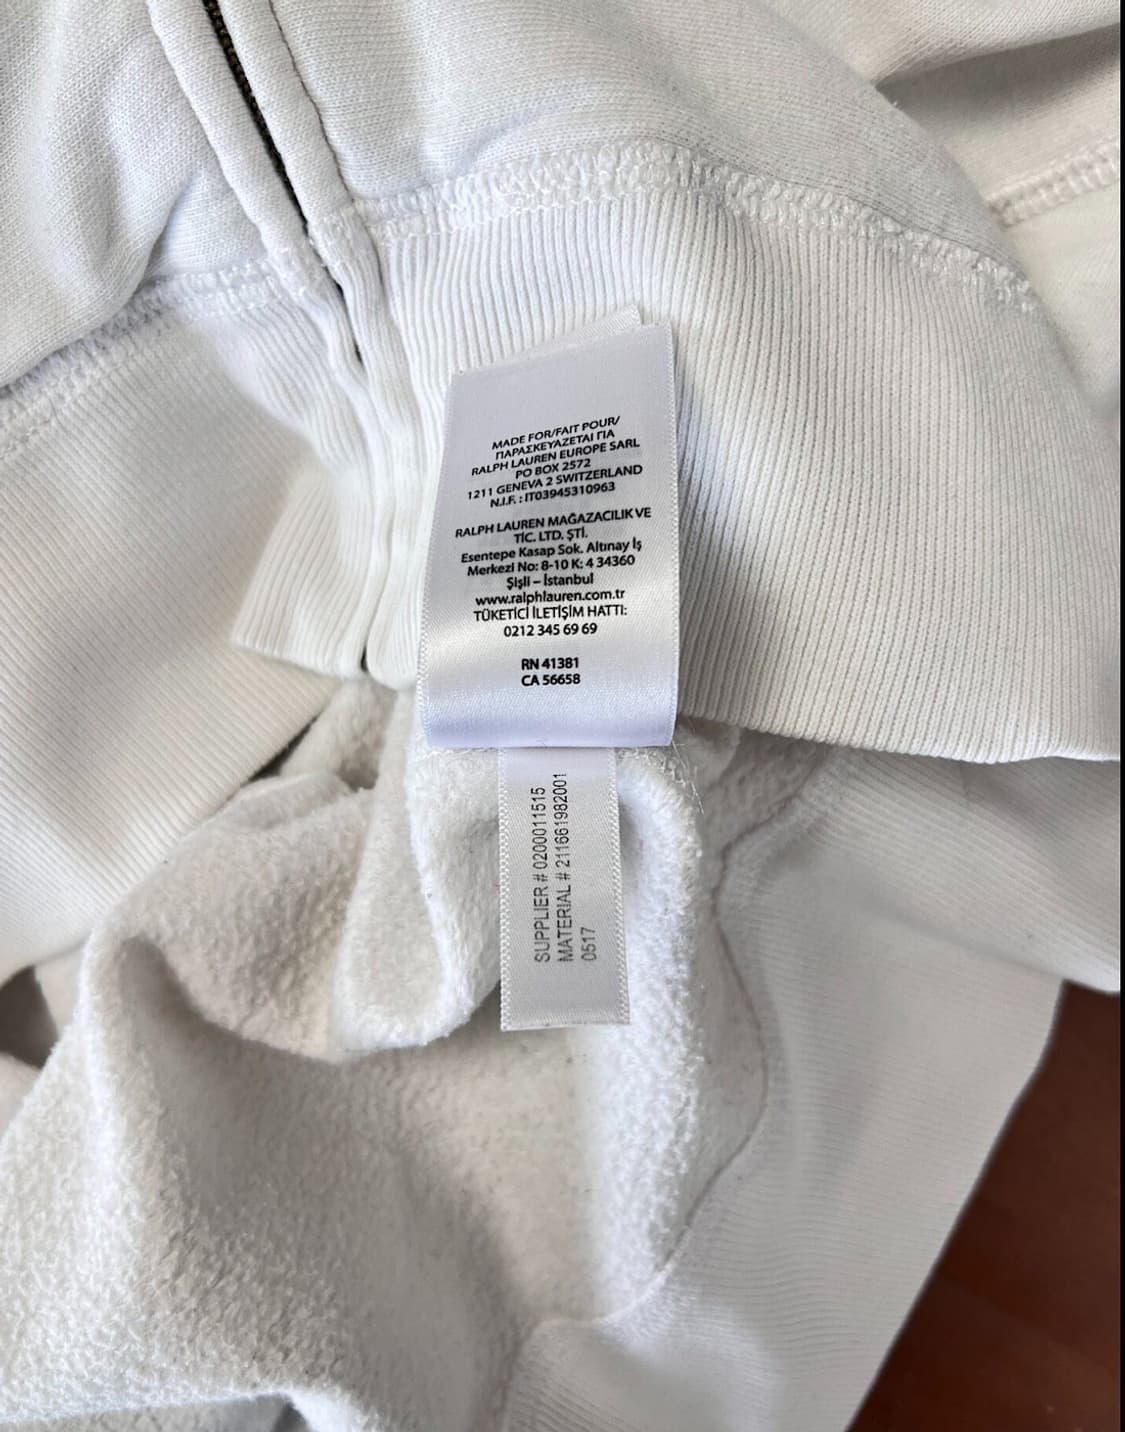 MADE FOR/FAIT POUR/
ΠΑΡΑΣΚΕΥΑΖΕΤΑΙ ΓΙΑ
RALPH LAUREN EUROPE SARL
PO BOX 2572
1211 GENEVA 2 SWITZERLAND
N.I.F. : IT03945310963
RALPH LAUREN MAĞAZACILIK VE
TİC. LTD. ŞTİ.
Esentepe Kasap Sok. Altınay İş
Merkezi No: 8-10 K: 4 34360
Şişli – İstanbul
www.ralphlauren.com.tr
TÜKETİCİ İLETİŞİM HATTI:
0212 345 69 69
RN 41381
CA 56658
SUPPLIER # 0200011515
MATERIAL # 211661982001
0517